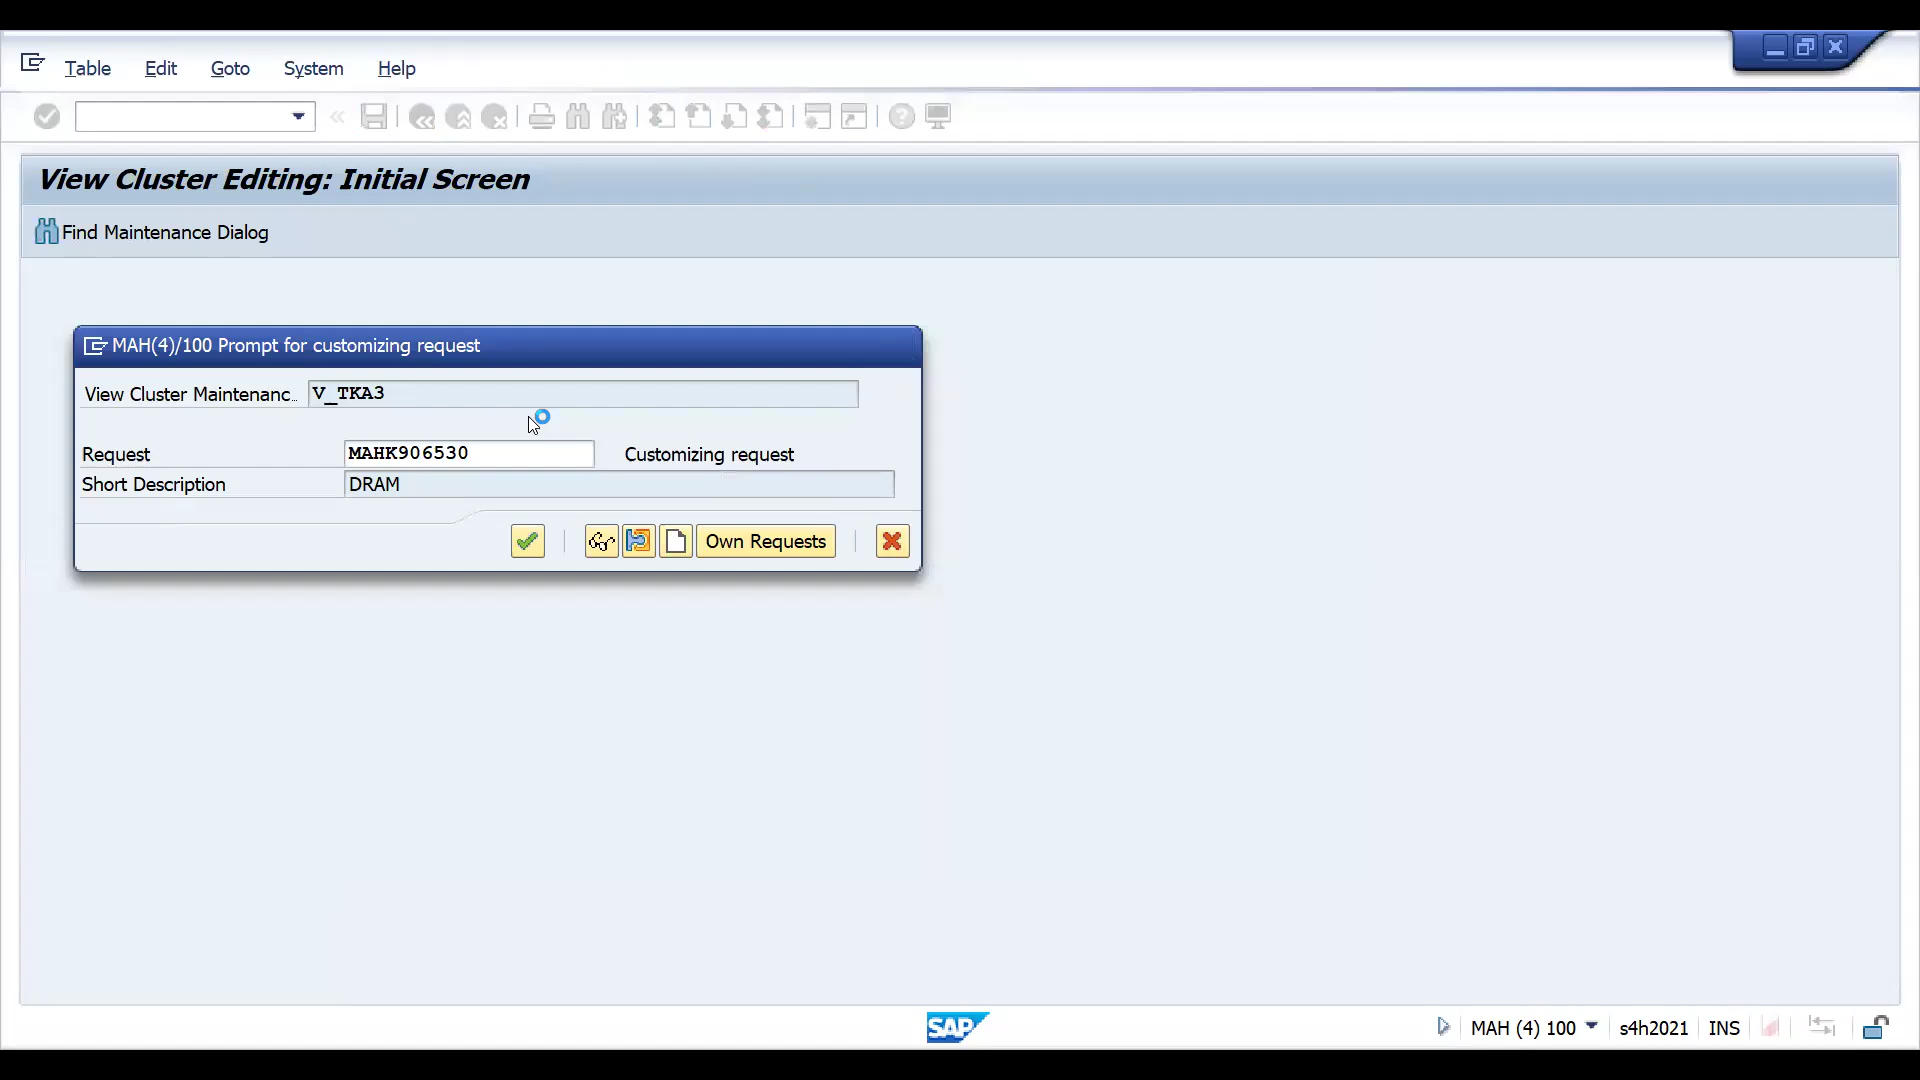 Table Edit Goto System Help
View Cluster Editing: Initial Screen
Find Maintenance Dialog
MAH(4)/100 Prompt for customizing request
View Cluster Maintenanc.. V_TKA3
Request MAHK906530 Customizing request
Short Description DRAM
Own Requests
SAP MAH (4) 100 s4h2021 INS